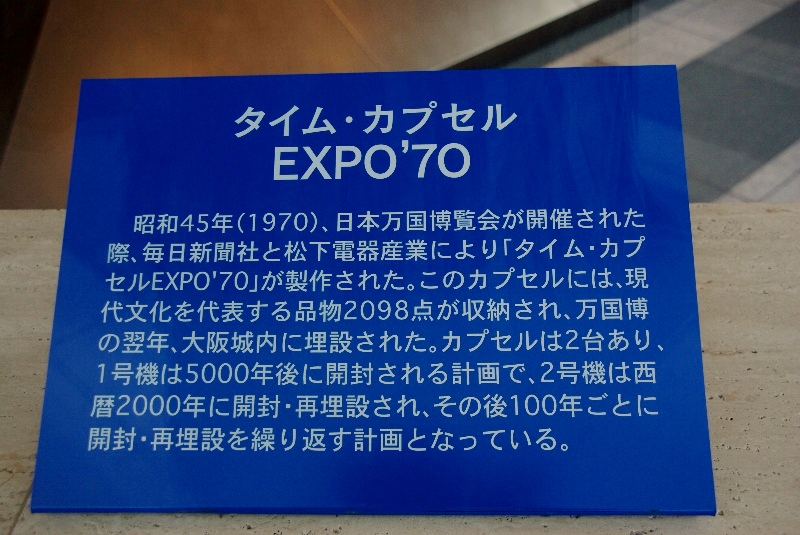 タイム・カプセル
EXPO'70
昭和45年(1970)、日本万国博覧会が開催された
際、毎日新聞社と松下電器産業により「タイム・カプ
セルEXPO'70」が製作された。このカプセルには、現
代文化を代表する品物2098点が収納され、万国博
の翌年、大阪城内に埋設された。カプセルは2台あり、
1号機は5000年後に開封される計画で、2号機は西
暦2000年に開封・再埋設され、その後100年ごとに
開封・再埋設を繰り返す計画となっている。